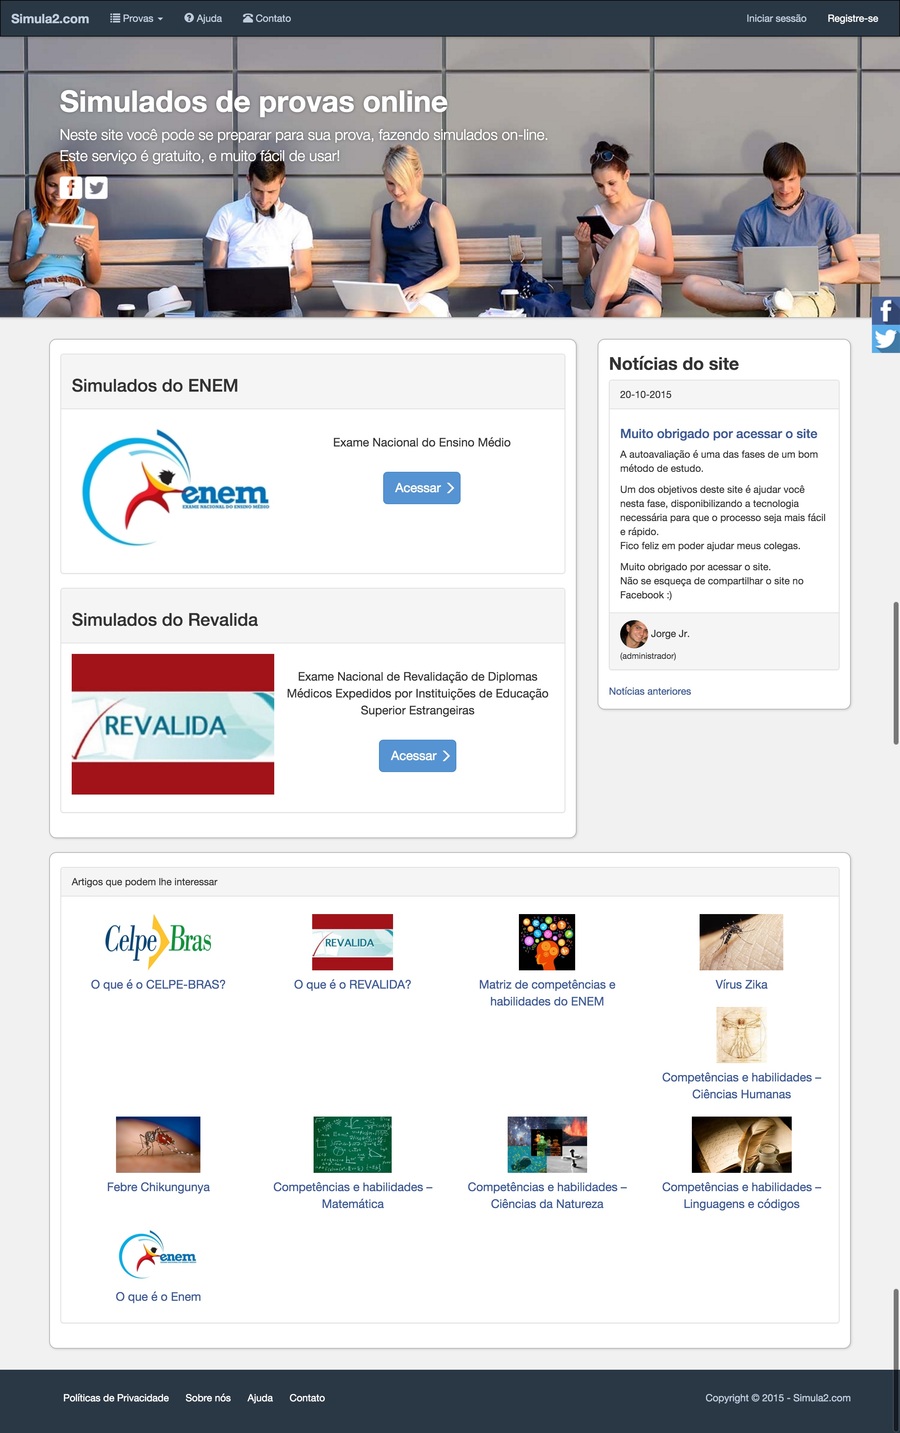 Simula2.com Provas Ajuda Contato Iniciar sessão Registre-se
Simulados de provas online
Neste site você pode se preparar para sua prova, fazendo simulados on-line.
Este serviço é gratuito, e muito fácil de usar!
Simulados do ENEM
Exame Nacional do Ensino Médio
Acessar
enem
EXAME NACIONAL DO ENSINO MÉDIO
Simulados do Revalida
REVALIDA
Exame Nacional de Revalidação de Diplomas
Médicos Expedidos por Instituições de Educação
Superior Estrangeiras
Acessar
Notícias do site
20-10-2015
Muito obrigado por acessar o site
A autoavaliação é uma das fases de um bom
método de estudo.
Um dos objetivos deste site é ajudar você
nesta fase, disponibilizando a tecnologia
necessária para que o processo seja mais fácil
e rápido.
Fico feliz em poder ajudar meus colegas.
Muito obrigado por acessar o site.
Não se esqueça de compartilhar o site no
Facebook :)
Jorge Jr.
(administrador)
Notícias anteriores
Artigos que podem lhe interessar
Celpe Bras
O que é o CELPE-BRAS?
REVALIDA
O que é o REVALIDA?
Matriz de competências e
habilidades do ENEM
Vírus Zika
Competências e habilidades –
Ciências Humanas
Febre Chikungunya
Competências e habilidades –
Matemática
Competências e habilidades –
Ciências da Natureza
Competências e habilidades –
Linguagens e códigos
enem
O que é o Enem
Políticas de Privacidade Sobre nós Ajuda Contato Copyright © 2015 - Simula2.com